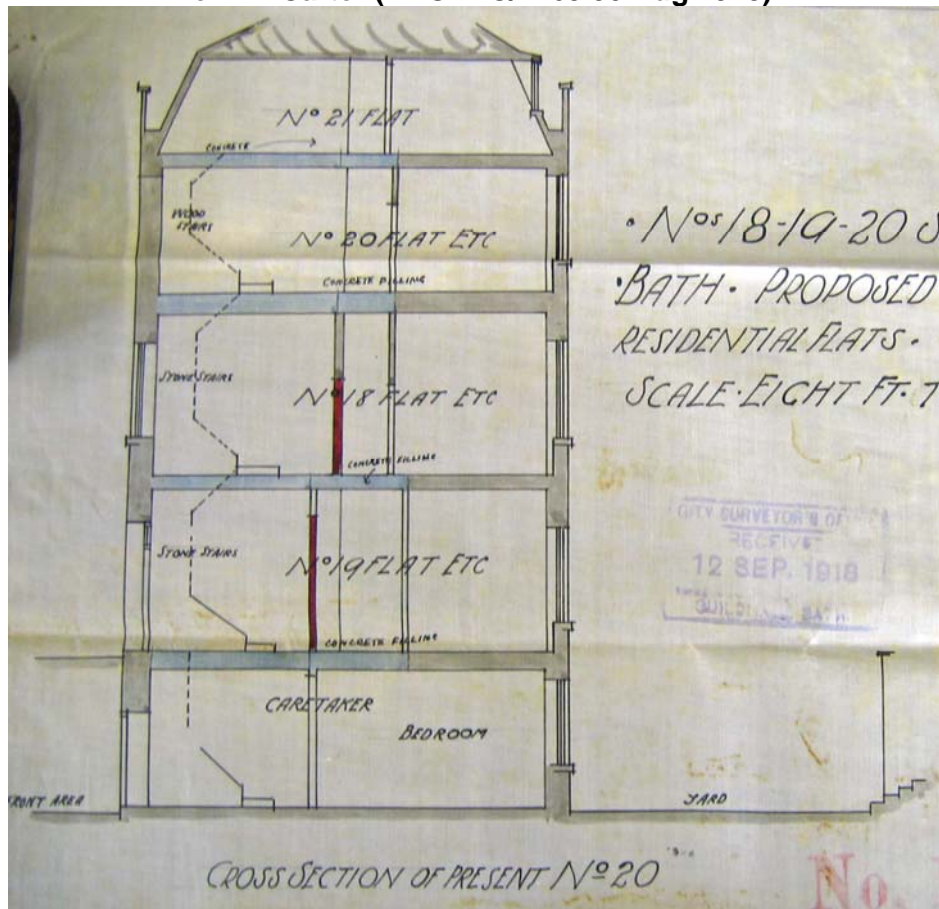 Nº 21 FLAT
CONCRETE
WOOD
STAIRS
Nº 20 FLAT ETC
CONCRETE FILLING
• Nºs 18-19-20
• BATH • PROPOSED
RESIDENTIAL FLATS •
SCALE • EIGHT FT.
STONE STAIRS
Nº 18 FLAT ETC
CONCRETE FILLING
CITY SURVEYOR
12 SEP. 1918
STONE STAIRS
Nº 19 FLAT ETC
CONCRETE FILLING
CARETAKER
BEDROOM
FRONT AREA
YARD
CROSS SECTION OF PRESENT Nº 20
No.